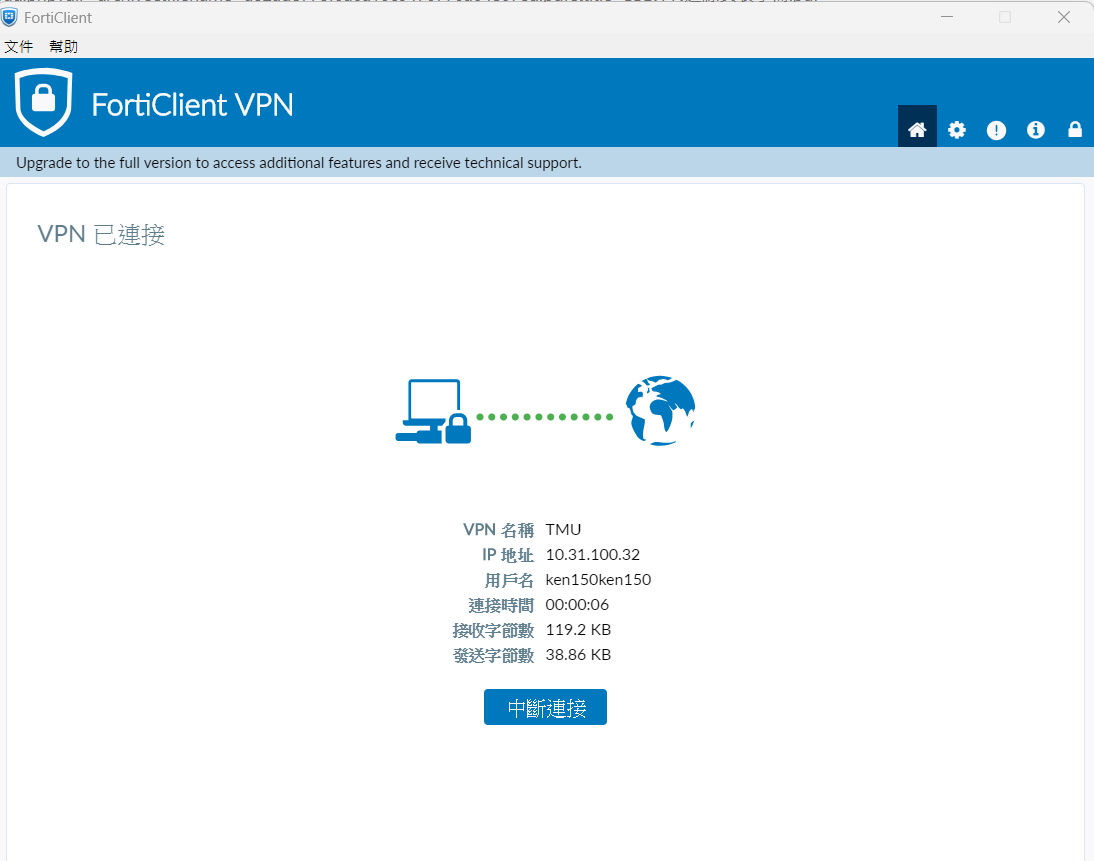 FortiClient
文件 幫助
FortiClient VPN
Upgrade to the full version to access additional features and receive technical support.
VPN 已連接
VPN 名稱 TMU
IP 地址 10.31.100.32
用戶名 ken150ken150
連接時間 00:00:06
接收字節數 119.2 KB
發送字節數 38.86 KB
中斷連接